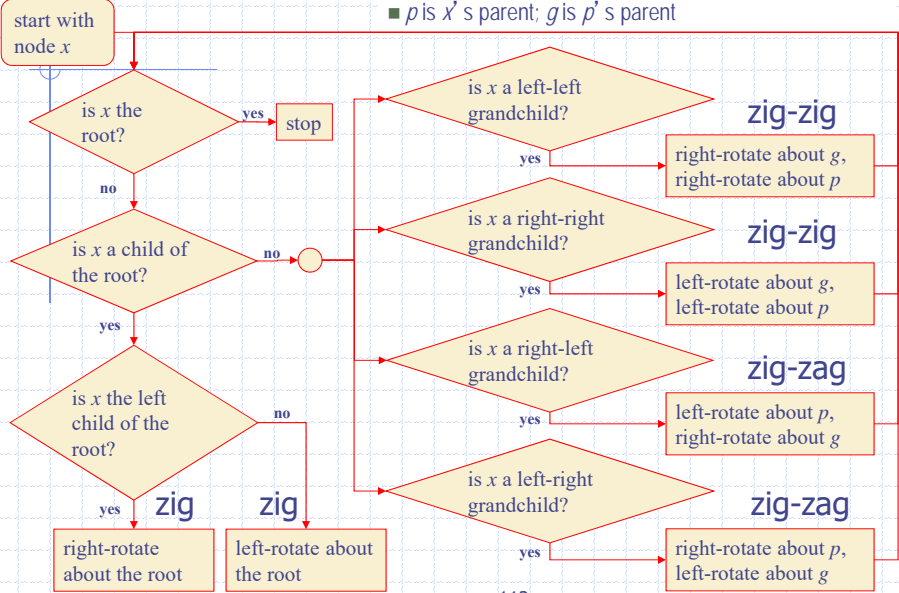 ■ p is x's parent; g is p's parent
start with
node x
is x the
root?
yes
stop
no
is x a child of
the root?
no
yes
is x the left
child of the
root?
no
yes
zig
right-rotate
about the root
zig
left-rotate about
the root
is x a left-left
grandchild?
yes
zig-zig
right-rotate about g,
right-rotate about p
is x a right-right
grandchild?
yes
zig-zig
left-rotate about g,
left-rotate about p
is x a right-left
grandchild?
yes
zig-zag
left-rotate about p,
right-rotate about g
is x a left-right
grandchild?
yes
zig-zag
right-rotate about p,
left-rotate about g